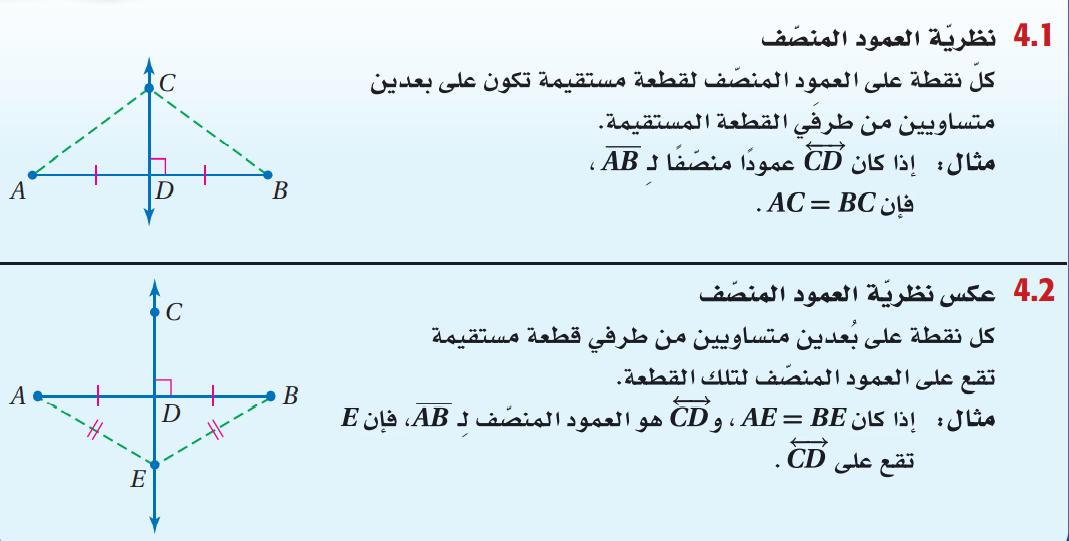 4.1 نظريّة العمود المنصّف
كلّ نقطة على العمود المنصّف لقطعة مستقيمة تكون على بعدين
متساويين من طرفَي القطعة المستقيمة.
مثال: إذا كان CD عمودًا منصّفًا لـِ AB ،
فإن AC = BC .
C
A
D
B
4.2 عكس نظريّة العمود المنصّف
كل نقطة على بُعدين متساويين من طرفي قطعة مستقيمة
تقع على العمود المنصّف لتلك القطعة.
مثال: إذا كان AE = BE ، و CD هو العمود المنصّف لـِ AB، فإن E
تقع على CD .
C
A
D
B
E